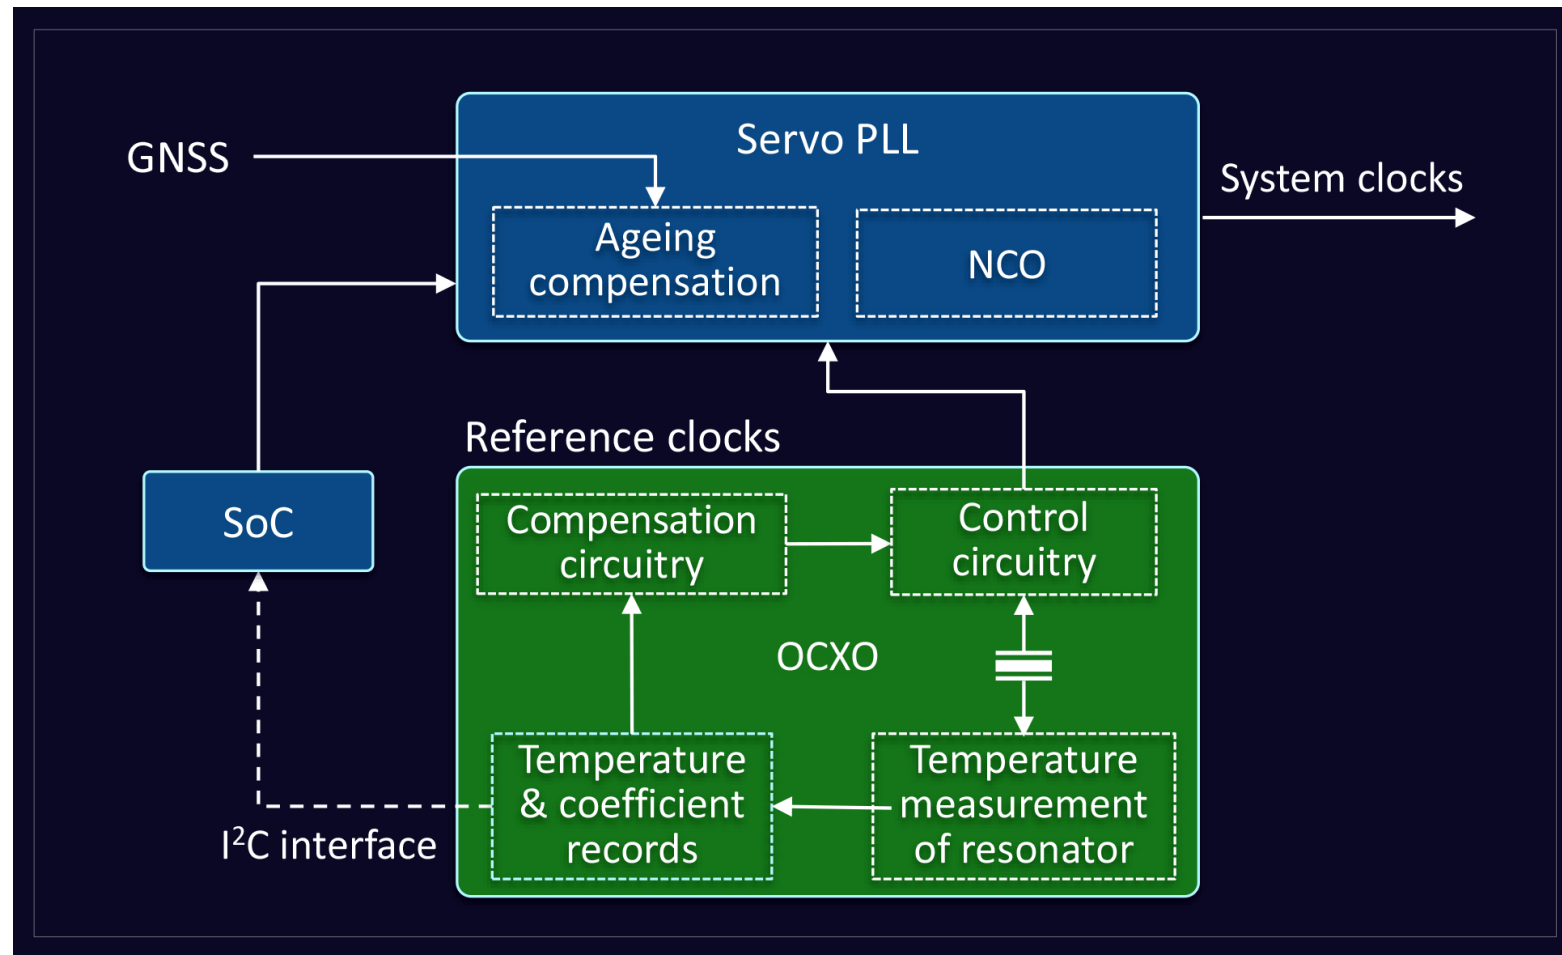 Servo PLL
GNSS
System clocks
Ageing
compensation
NCO
Reference clocks
SoC
Compensation
circuitry
Control
circuitry
OCXO
Temperature
& coefficient
records
Temperature
measurement
of resonator
I²C interface